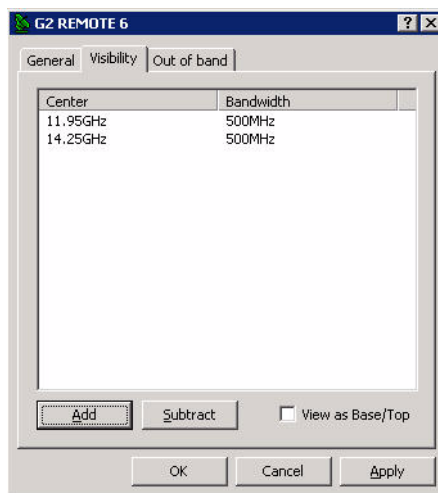 G2 REMOTE 6
General Visibility Out of band
Center Bandwidth
11.95GHz 500MHz
14.25GHz 500MHz
Add Subtract View as Base/Top
OK Cancel Apply